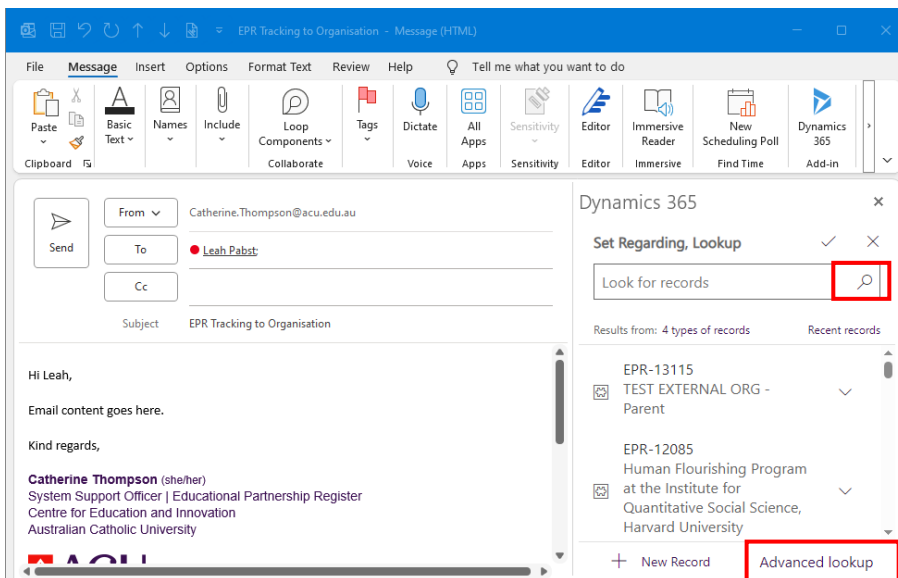 EPR Tracking to Organisation - Message (HTML)
File Message Insert Options Format Text Review Help Tell me what you want to do
Paste
Basic Text
Names
Include
Loop Components
Tags
Dictate
All Apps
Sensitivity
Editor
Immersive Reader
New Scheduling Poll
Dynamics 365
Clipboard Collaborate Voice Apps Sensitivity Editor Immersive Find Time Add-in
Send
From Catherine.Thompson@acu.edu.au
To Leah Pabst;
Cc
Subject EPR Tracking to Organisation
Hi Leah,
Email content goes here.
Kind regards,
Catherine Thompson (she/her)
System Support Officer | Educational Partnership Register
Centre for Education and Innovation
Australian Catholic University
Dynamics 365
Set Regarding, Lookup
Look for records
Results from: 4 types of records Recent records
EPR-13115
TEST EXTERNAL ORG -
Parent
EPR-12085
Human Flourishing Program
at the Institute for
Quantitative Social Science,
Harvard University
New Record Advanced lookup